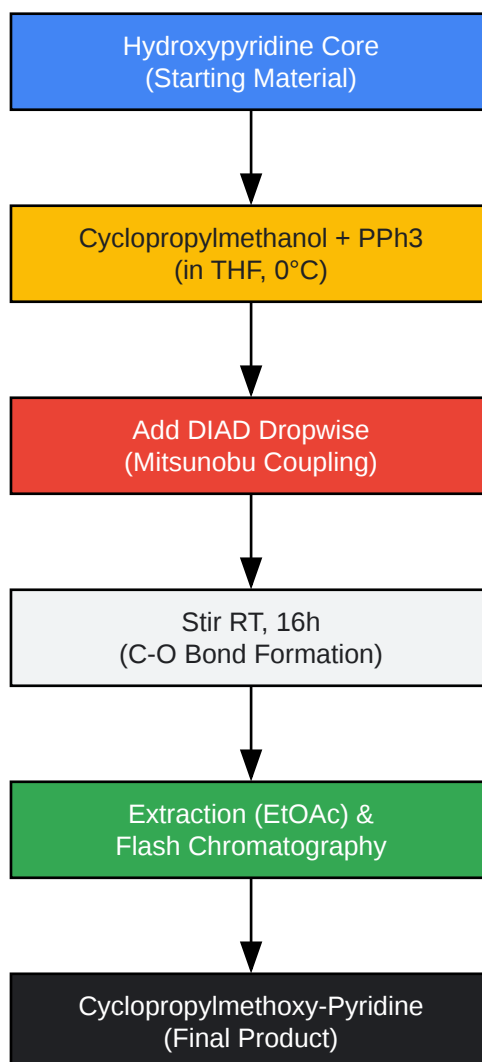 Hydroxypyridine Core
(Starting Material)
Cyclopropylmethanol + PPh3
(in THF, 0°C)
Add DIAD Dropwise
(Mitsunobu Coupling)
Stir RT, 16h
(C-O Bond Formation)
Extraction (EtOAc) &
Flash Chromatography
Cyclopropylmethoxy-Pyridine
(Final Product)